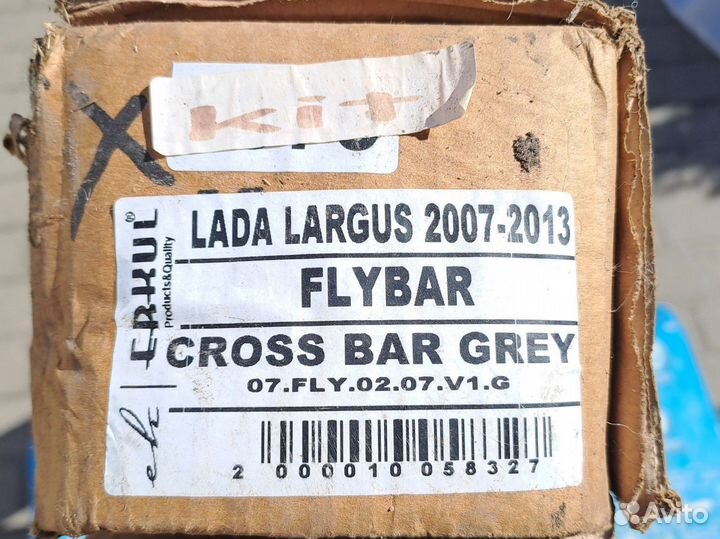 Kit
X
LADA LARGUS 2007-2013
FLYBAR
CROSS BAR GREY
07.FLY.02.07.V1.G
2 000010 058327
ERKUL®
Products&Quality
Avito